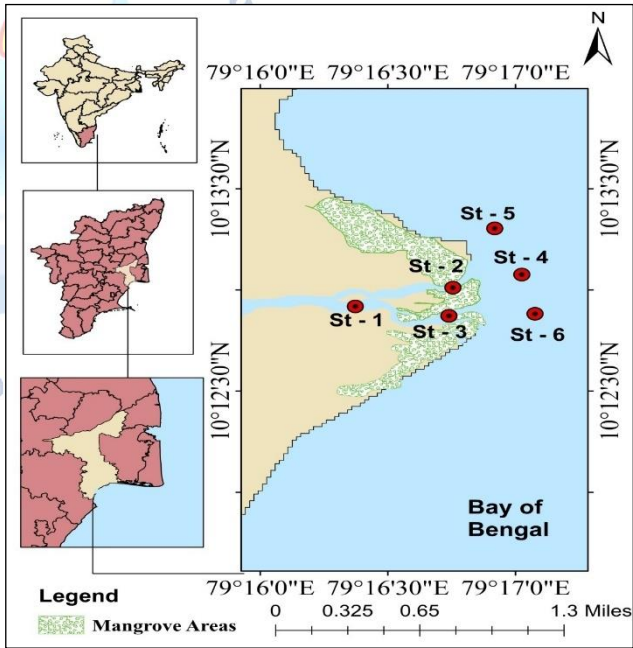 N
79°16'0"E 79°16'30"E 79°17'0"E
10°13'30"N
10°13'30"N
St - 5
St - 4
St - 2
St - 1
St - 3
St - 6
10°12'30"N
10°12'30"N
Bay of
Bengal
79°16'0"E 79°16'30"E 79°17'0"E
Legend
Mangrove Areas
0 0.325 0.65 1.3 Miles